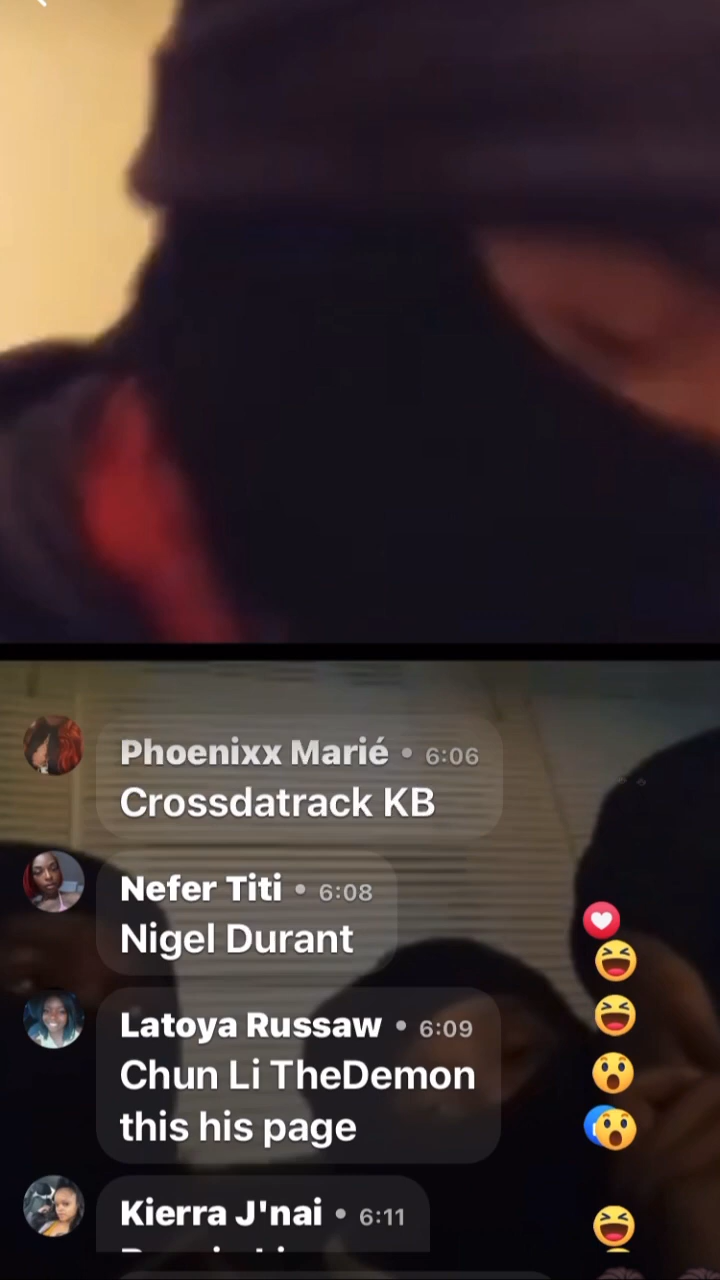 Phoenixx Marié • 6:06
Crossdatrack KB
Nefer Titi • 6:08
Nigel Durant
Latoya Russaw • 6:09
Chun Li TheDemon
this his page
Kierra J'nai • 6:11